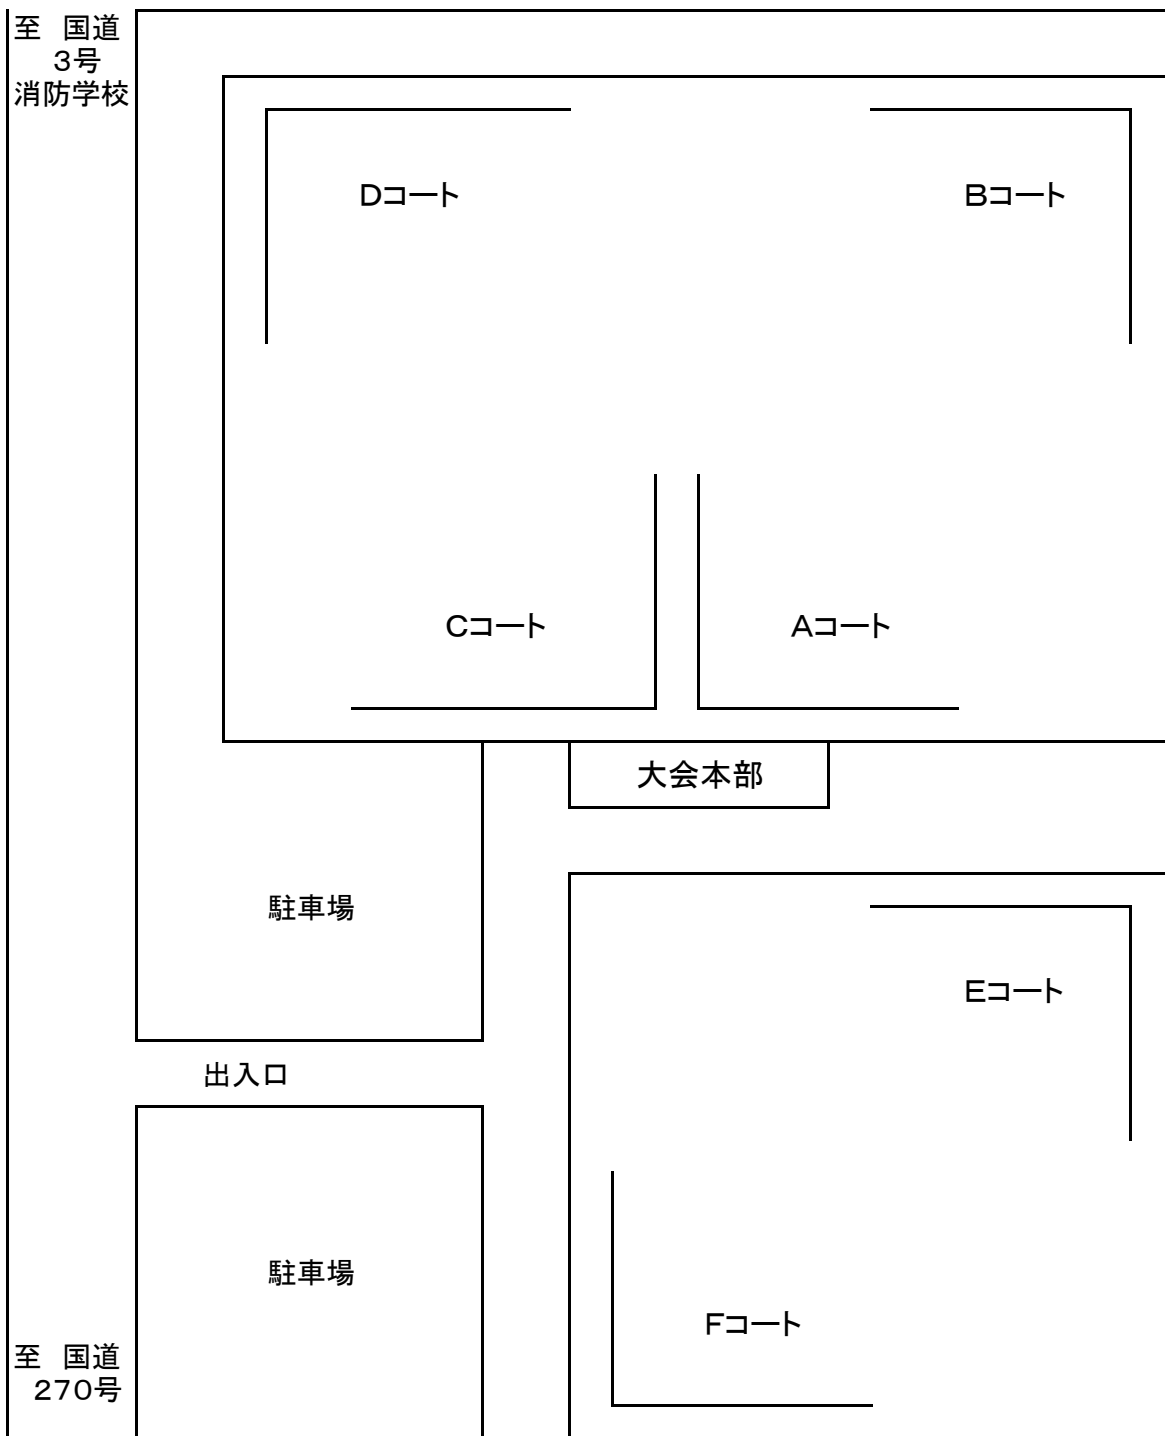 至　国道
3号
消防学校
Dコート
Bコート
Cコート
Aコート
大会本部
駐車場
Eコート
出入口
駐車場
Fコート
至　国道
270号